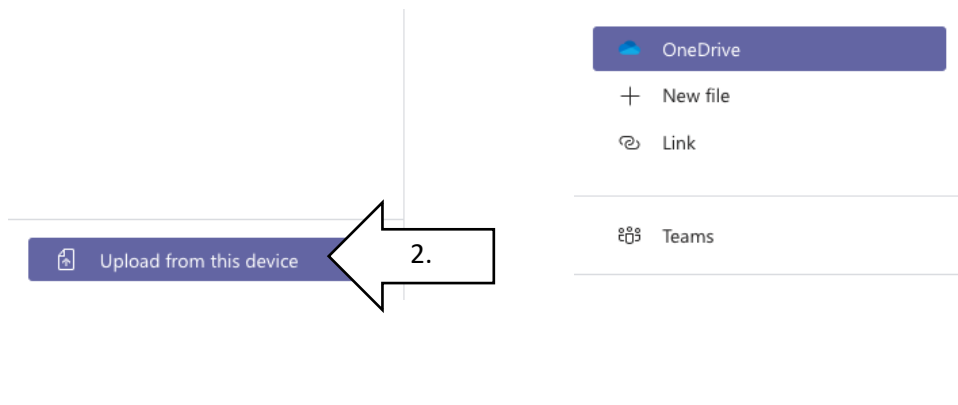 OneDrive
New file
Link
Teams
Upload from this device
2.